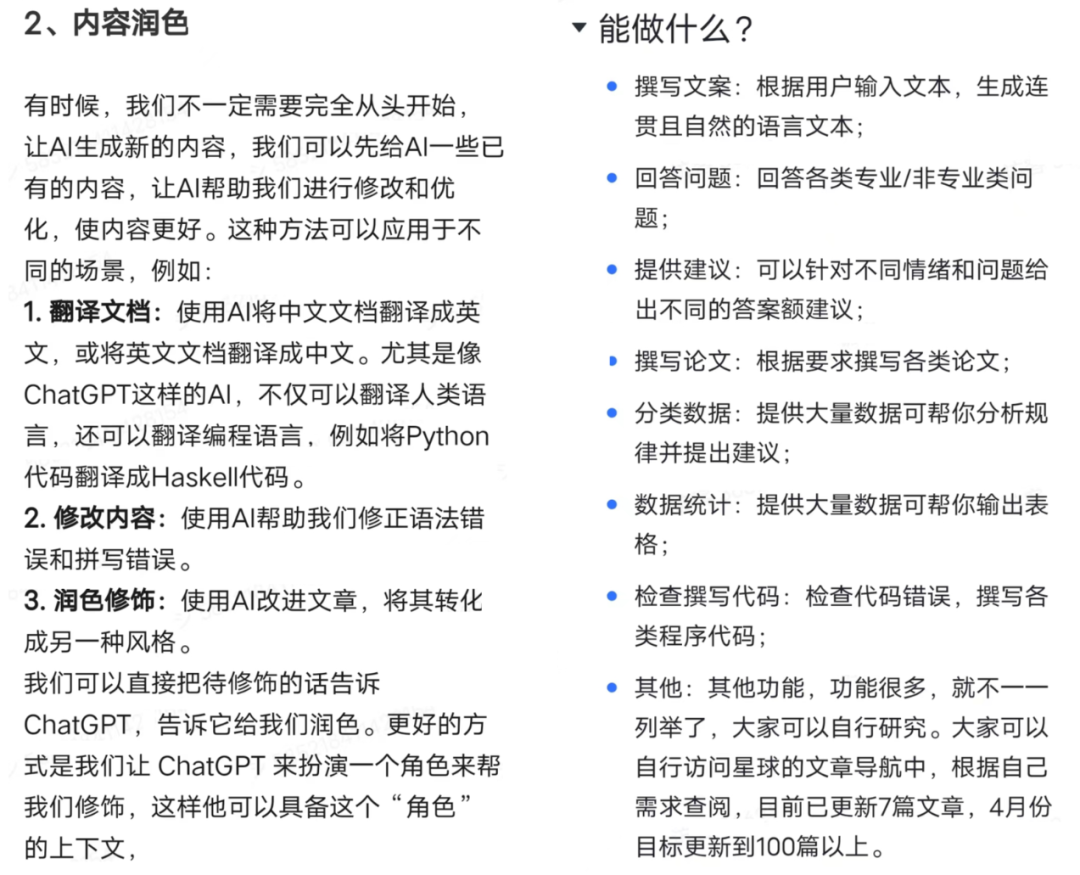 2、内容润色
有时候，我们不一定需要完全从头开始，
让AI生成新的内容，我们可以先给AI一些已
有的内容，让AI帮助我们进行修改和优
化，使内容更好。这种方法可以应用于不
同的场景，例如：
1. 翻译文档：使用AI将中文文档翻译成英
文，或将英文文档翻译成中文。尤其是像
ChatGPT这样的AI，不仅可以翻译人类语
言，还可以翻译编程语言，例如将Python
代码翻译成Haskell代码。
2. 修改内容：使用AI帮助我们修正语法错
误和拼写错误。
3. 润色修饰：使用AI改进文章，将其转化
成另一种风格。
我们可以直接把待修饰的话告诉
ChatGPT，告诉它给我们润色。更好的方
式是我们让 ChatGPT 来扮演一个角色来帮
我们修饰，这样他可以具备这个“角色”
的上下文，
能做什么？
撰写文案：根据用户输入文本，生成连
贯且自然的语言文本；
回答问题：回答各类专业/非专业类问
题；
提供建议：可以针对不同情绪和问题给
出不同的答案额建议；
撰写论文：根据要求撰写各类论文；
分类数据：提供大量数据可帮你分析规
律并提出建议；
数据统计：提供大量数据可帮你输出表
格；
检查撰写代码：检查代码错误，撰写各
类程序代码；
其他：其他功能，功能很多，就不一一
列举了，大家可以自行研究。大家可以
自行访问星球的文章导航中，根据自己
需求查阅，目前已更新7篇文章，4月份
目标更新到100篇以上。